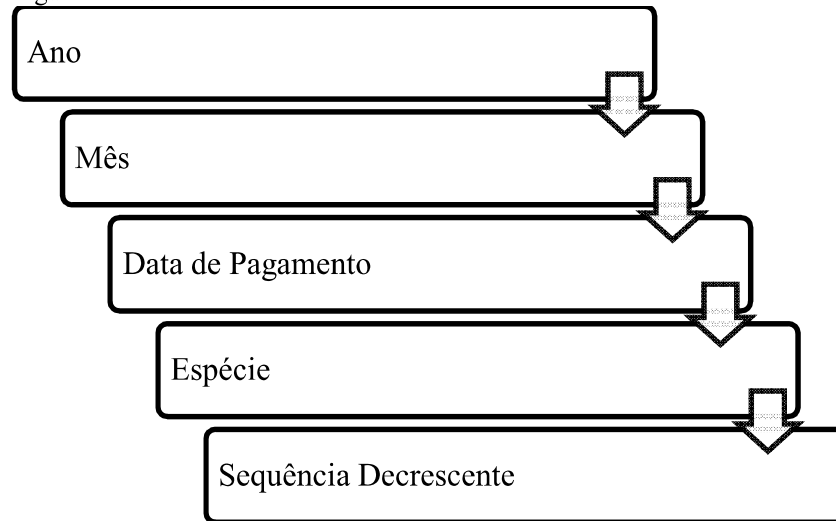 Ano
Mês
Data de Pagamento
Espécie
Sequência Decrescente